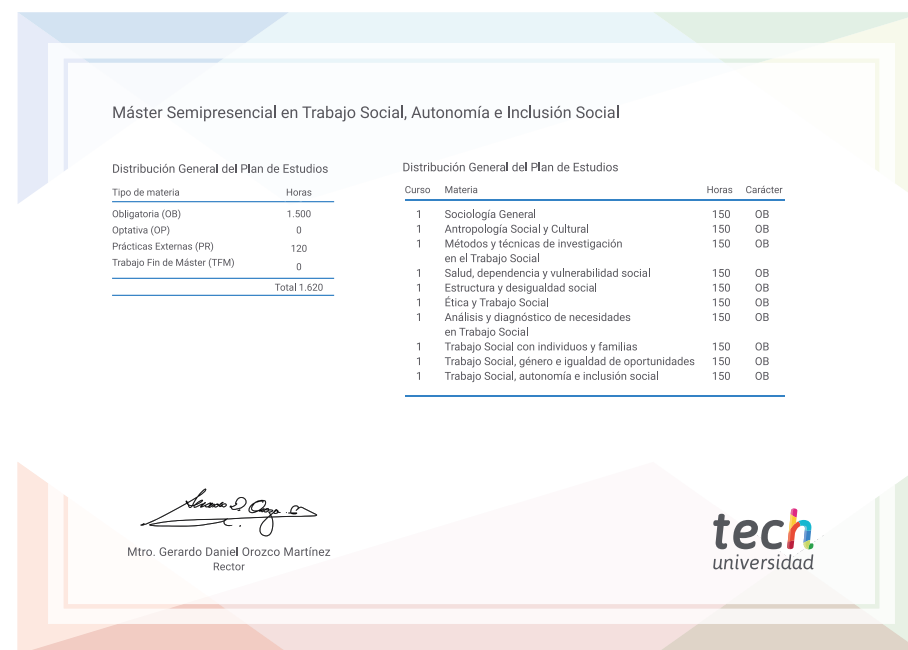 Máster Semipresencial en Trabajo Social, Autonomía e Inclusión Social
Distribución General del Plan de Estudios
Tipo de materia Horas
Obligatoria (OB) 1.500
Optativa (OP) 0
Prácticas Externas (PR) 120
Trabajo Fin de Máster (TFM) 0
Total 1.620
Distribución General del Plan de Estudios
Curso Materia Horas Carácter
1 Sociología General 150 OB
1 Antropología Social y Cultural 150 OB
1 Métodos y técnicas de investigación 150 OB
en el Trabajo Social
1 Salud, dependencia y vulnerabilidad social 150 OB
1 Estructura y desigualdad social 150 OB
1 Ética y Trabajo Social 150 OB
1 Análisis y diagnóstico de necesidades 150 OB
en Trabajo Social
1 Trabajo Social con individuos y familias 150 OB
1 Trabajo Social, género e igualdad de oportunidades 150 OB
1 Trabajo Social, autonomía e inclusión social 150 OB
Mtro. Gerardo Daniel Orozco Martínez
Rector
tech
universidad